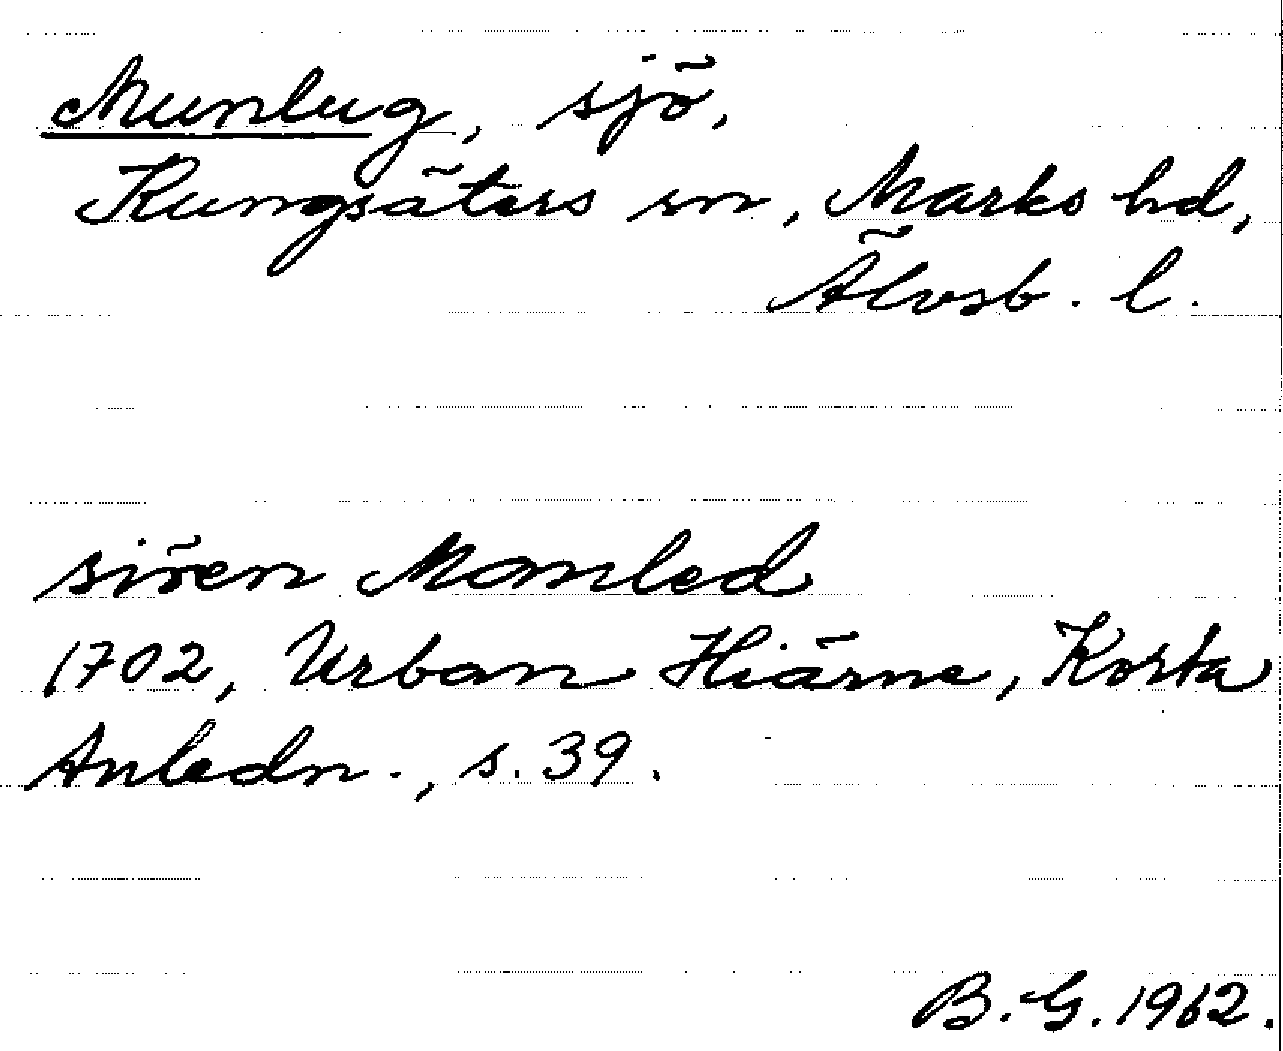 Munlug, sjö,
Kungsäters sn, Marks hd,
Älvsb. l.
siöen Monled
1702, Urban Hiärne, Korta
Anledn., s. 39.
B. G. 1962.